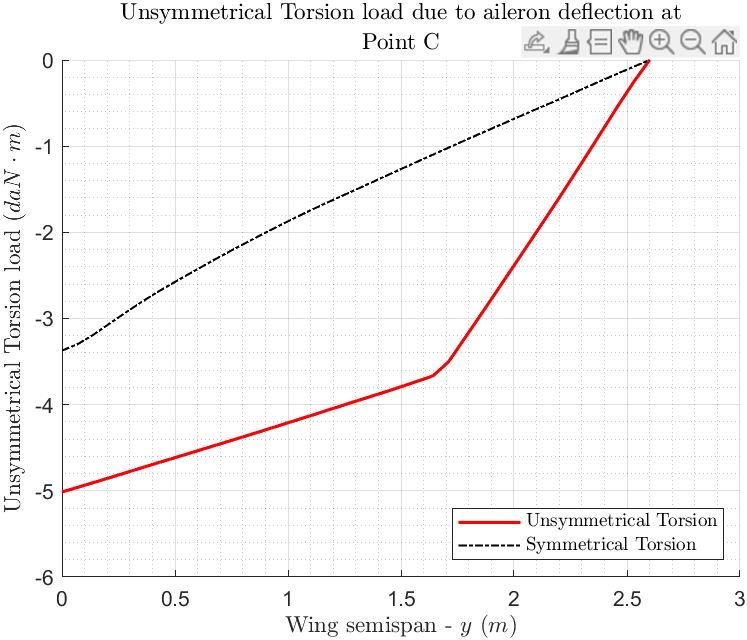 Unsymmetrical Torsion load due to aileron deflection at
Point C
Unsymmetrical Torsion load (daN · m)
0
-1
-2
-3
-4
-5
-6
0 0.5 1 1.5 2 2.5 3
Wing semispan - y (m)
Unsymmetrical Torsion
Symmetrical Torsion